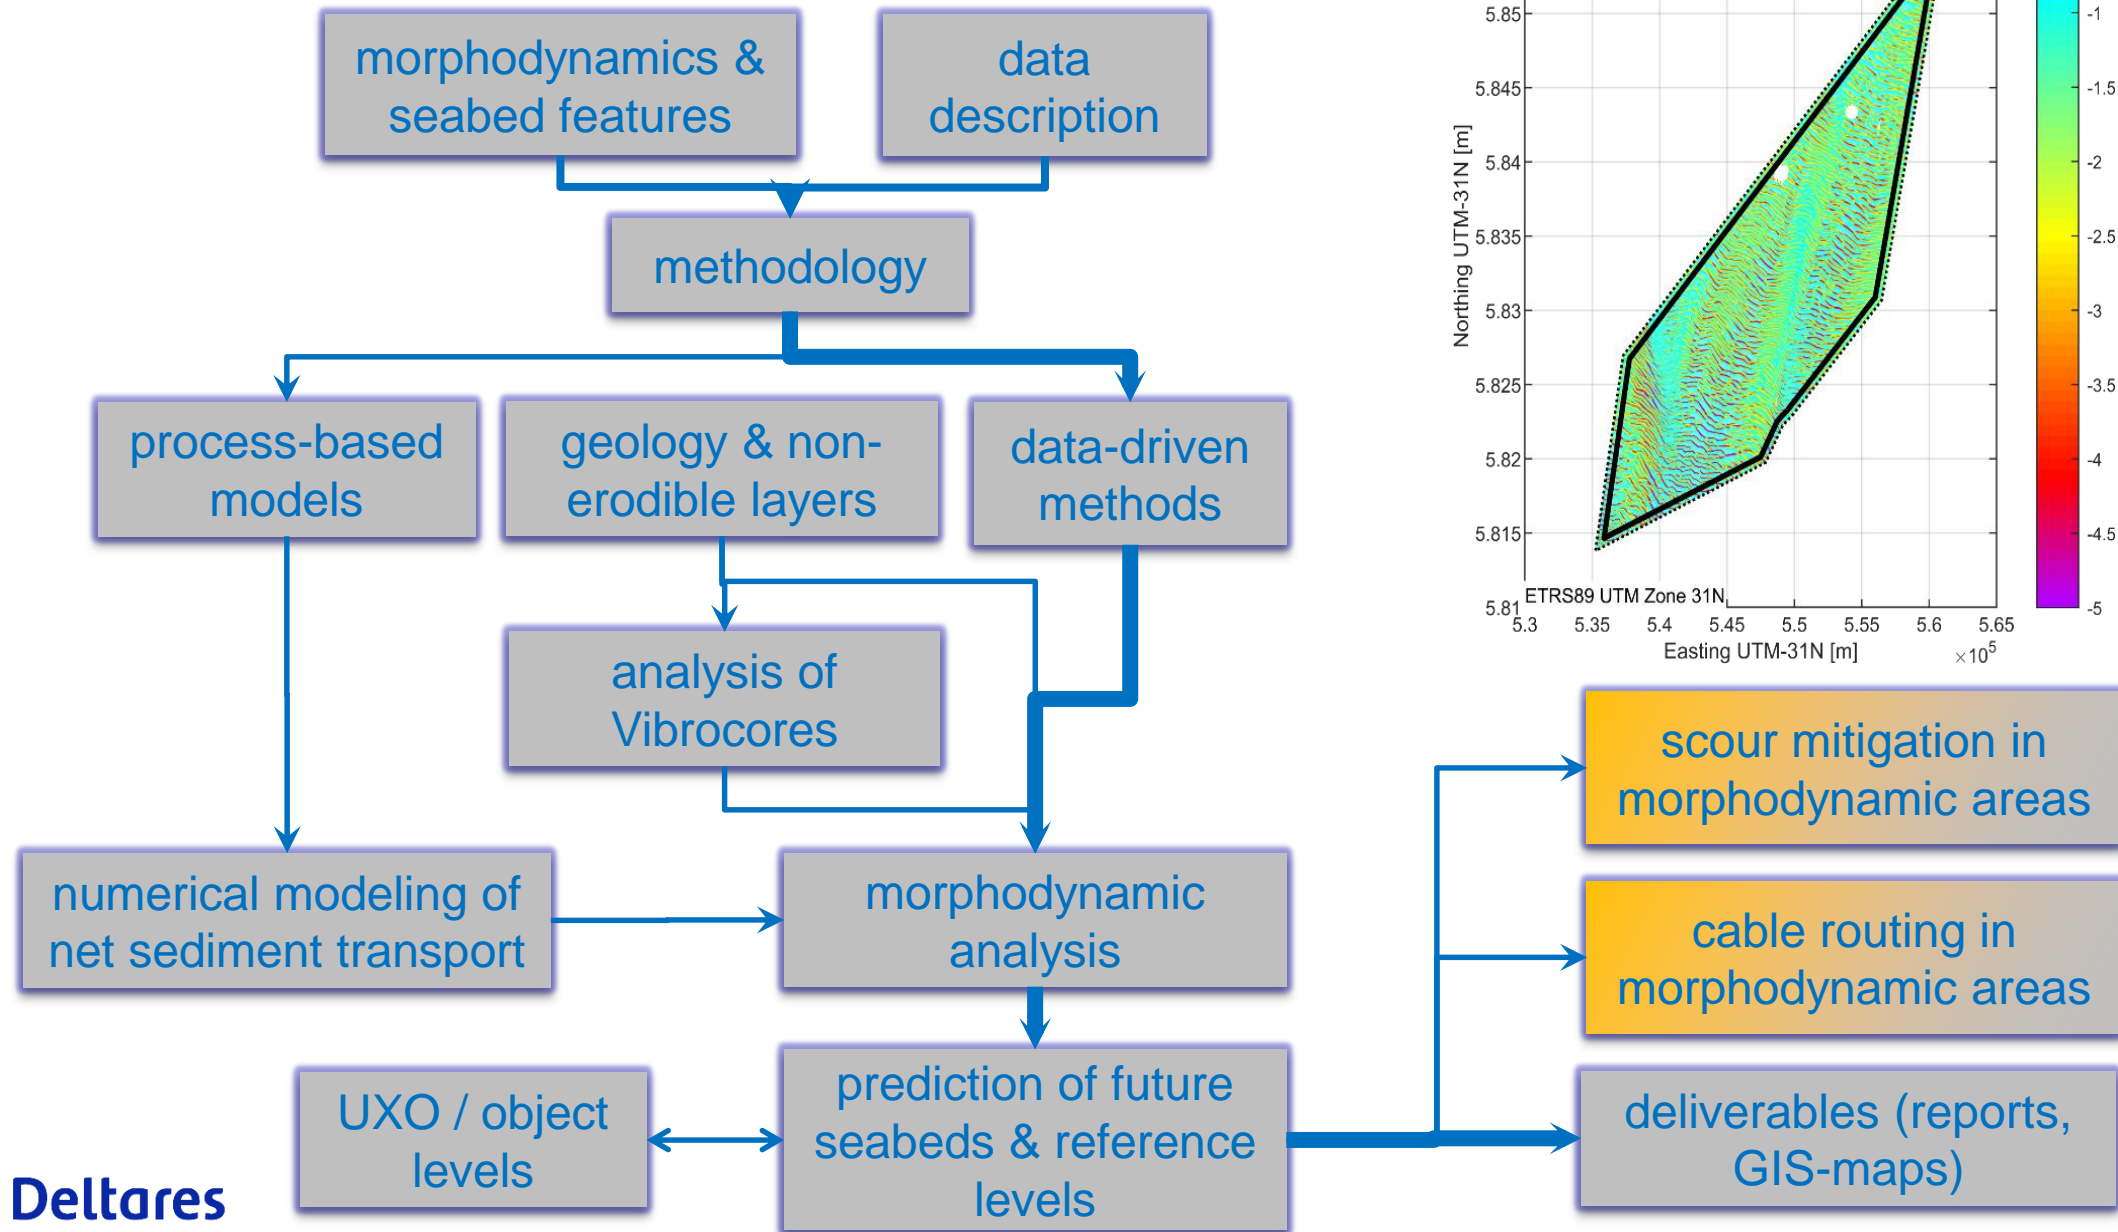 morphodynamics &
seabed features
data
description
methodology
process-based
models
geology & non-
erodible layers
data-driven
methods
analysis of
Vibrocores
numerical modeling of
net sediment transport
morphodynamic
analysis
UXO / object
levels
prediction of future
seabeds & reference
levels
scour mitigation in
morphodynamic areas
cable routing in
morphodynamic areas
deliverables (reports,
GIS-maps)
Deltares
Northing UTM-31N [m]
5.85
5.845
5.84
5.835
5.83
5.825
5.82
5.815
5.81
ETRS89 UTM Zone 31N
5.3 5.35 5.4 5.45 5.5 5.55 5.6 5.65
Easting UTM-31N [m]
×10⁵
-1
-1.5
-2
-2.5
-3
-3.5
-4
-4.5
-5